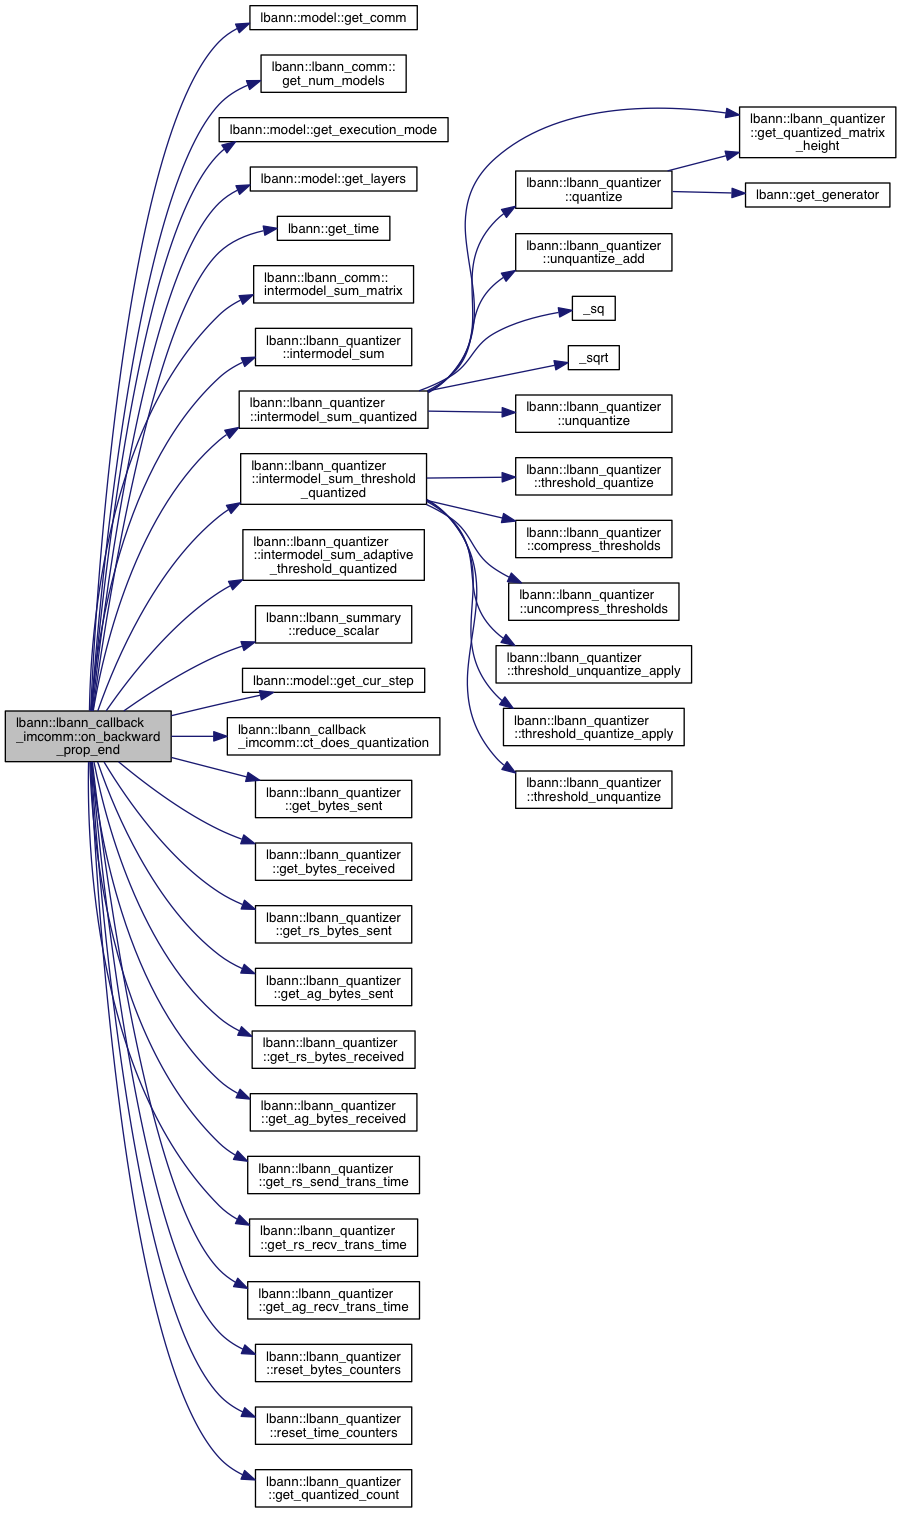 lbann::model::get_comm
lbann::lbann_comm::
get_num_models
lbann::model::get_execution_mode
lbann::model::get_layers
lbann::get_time
lbann::lbann_comm::
intermodel_sum_matrix
lbann::lbann_quantizer
::intermodel_sum
lbann::lbann_quantizer
::intermodel_sum_quantized
lbann::lbann_quantizer
::intermodel_sum_threshold
_quantized
lbann::lbann_quantizer
::intermodel_sum_adaptive
_threshold_quantized
lbann::lbann_summary
::reduce_scalar
lbann::model::get_cur_step
lbann::lbann_callback
_imcomm::on_backward
_prop_end
lbann::lbann_callback
_imcomm::ct_does_quantization
lbann::lbann_quantizer
::get_bytes_sent
lbann::lbann_quantizer
::get_bytes_received
lbann::lbann_quantizer
::get_rs_bytes_sent
lbann::lbann_quantizer
::get_ag_bytes_sent
lbann::lbann_quantizer
::get_rs_bytes_received
lbann::lbann_quantizer
::get_ag_bytes_received
lbann::lbann_quantizer
::get_rs_send_trans_time
lbann::lbann_quantizer
::get_rs_recv_trans_time
lbann::lbann_quantizer
::get_ag_recv_trans_time
lbann::lbann_quantizer
::reset_bytes_counters
lbann::lbann_quantizer
::reset_time_counters
lbann::lbann_quantizer
::get_quantized_count
lbann::lbann_quantizer
::quantize
lbann::lbann_quantizer
::unquantize_add
_sq
_sqrt
lbann::lbann_quantizer
::unquantize
lbann::lbann_quantizer
::threshold_quantize
lbann::lbann_quantizer
::compress_thresholds
lbann::lbann_quantizer
::uncompress_thresholds
lbann::lbann_quantizer
::threshold_unquantize_apply
lbann::lbann_quantizer
::threshold_quantize_apply
lbann::lbann_quantizer
::threshold_unquantize
lbann::lbann_quantizer
::get_quantized_matrix
_height
lbann::get_generator